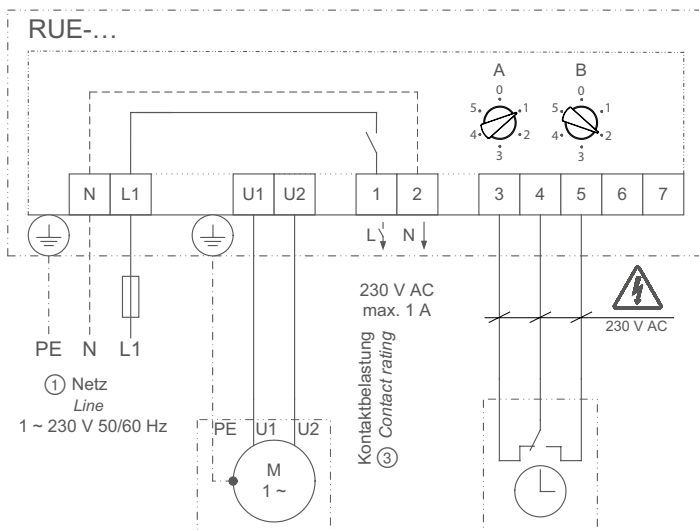 RUE-...
A
B
0
5
1
4
2
3
0
5
1
4
2
3
N
L1
U1
U2
1
2
3
4
5
6
7
L
N
230 V AC
max. 1 A
Kontaktbelastung
Contact rating
3
230 V AC
PE
N
L1
1 Netz
Line
1 ~ 230 V 50/60 Hz
PE
U1
U2
M
1 ~